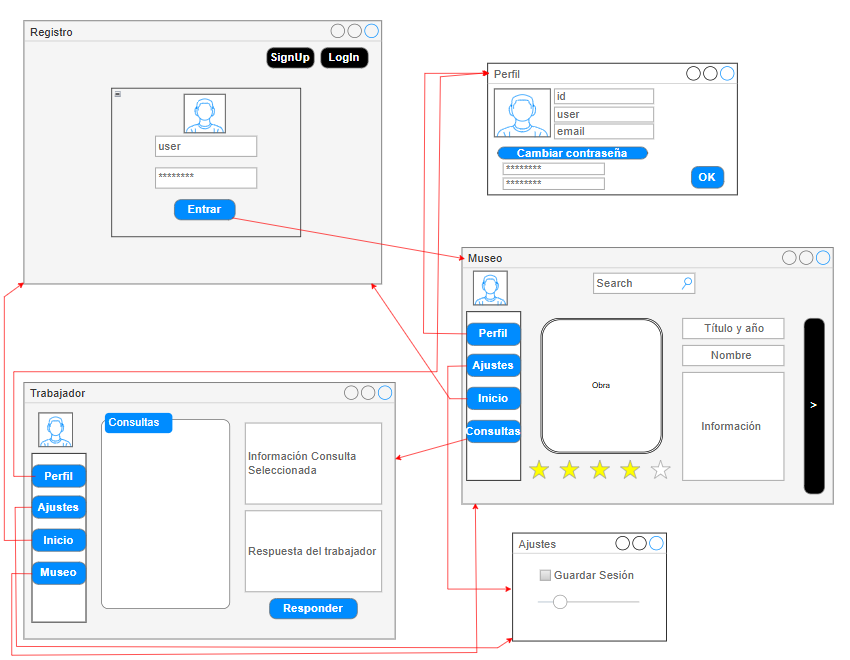 Registro
SignUp
LogIn
user
********
Entrar
Perfil
id
user
email
Cambiar contraseña
********
********
OK
Museo
Search
Perfil
Ajustes
Inicio
Consultas
Obra
Título y año
Nombre
Información
>
Trabajador
Perfil
Ajustes
Inicio
Museo
Consultas
Información Consulta
Seleccionada
Respuesta del trabajador
Responder
Ajustes
Guardar Sesión